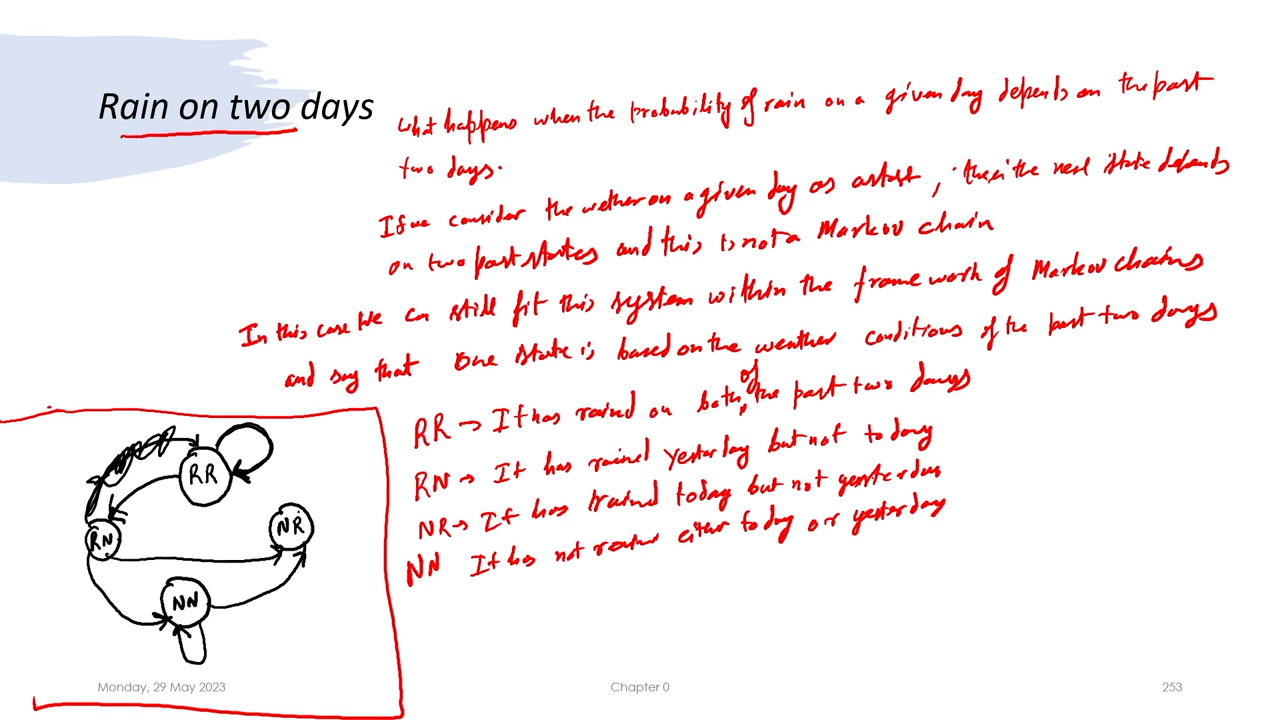 Rain on two days
What happens when the probability of rain on a given day depends on the past
two days.
If we consider the wether on a given day as a state, then the next state depends
on two past states and this is not a Markov chain
In this case we can still fit this system within the frame work of Markov chains
and say that One state is based on the weather conditions of the past two days
RR → It has rained on both of the past two days
RN → It has rained yesterday but not today
NR → It has rained today but not yesterday
NN It has not either today or yesterday
RR
RN
NR
NN
Monday, 29 May 2023
Chapter 0
253